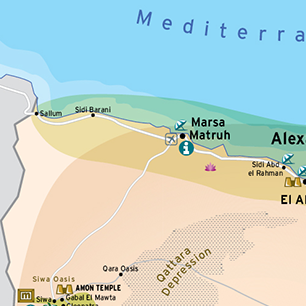 Mediterra
Sallum
Sidi Barani
Marsa
Matruh
Alex
Sidi Abd
el Rahman
El A
Qattara
Depression
Qara Oasis
Siwa Oasis
AMON TEMPLE
Siwa
Gabal El Mawta
Cleopatra